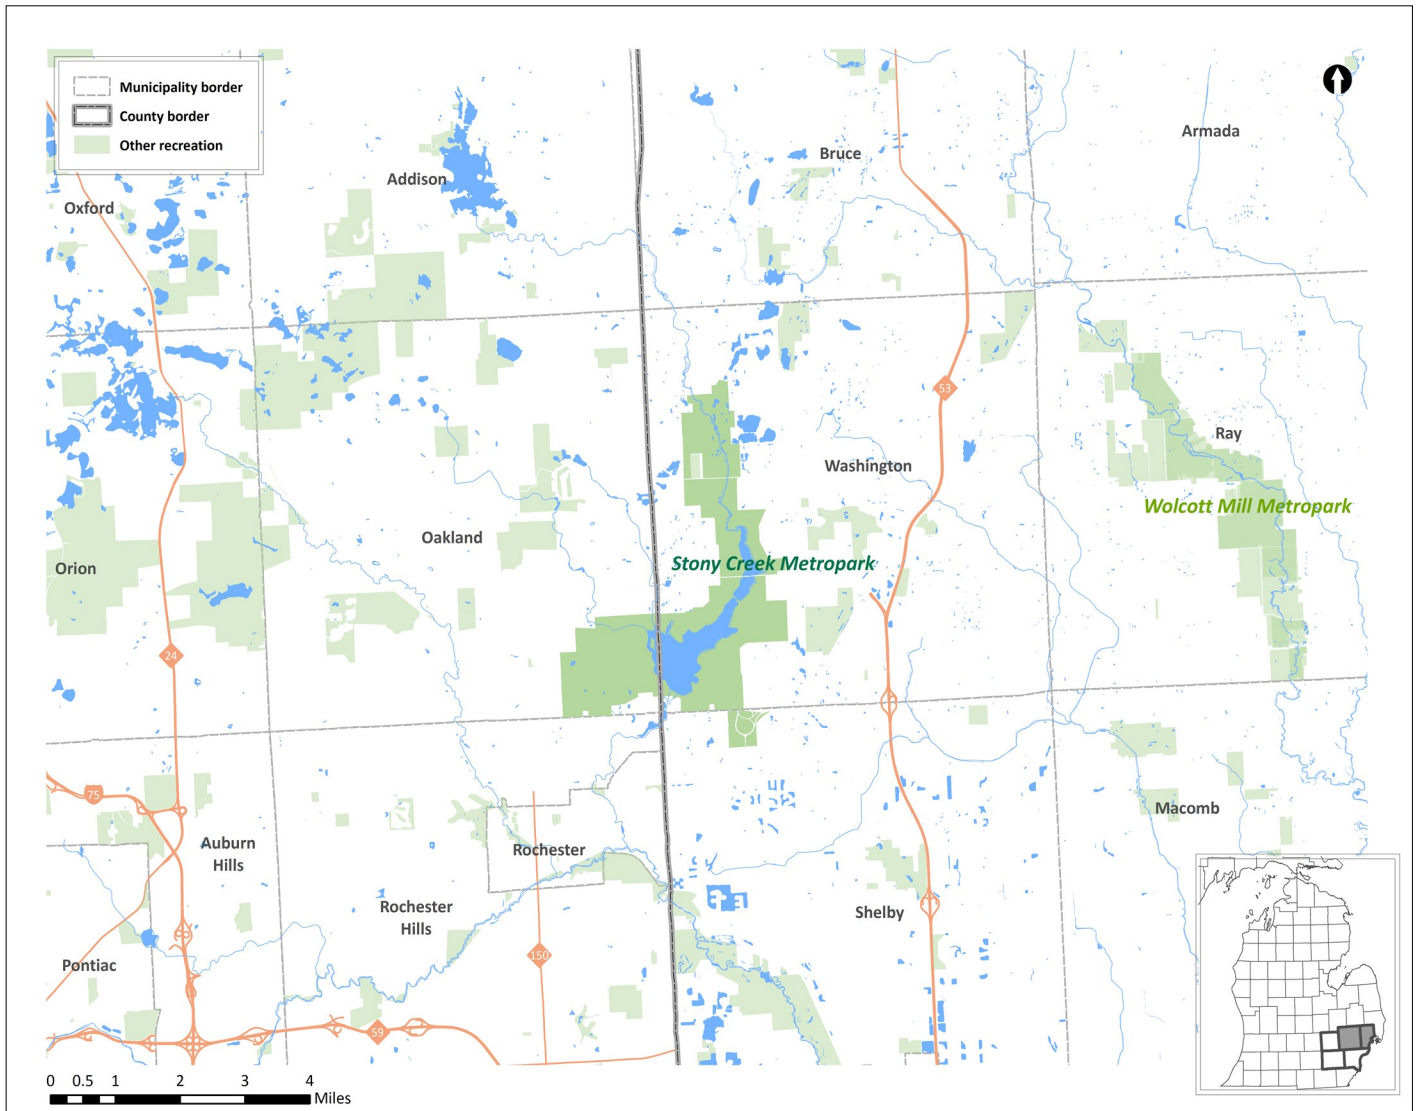 Municipality border
County border
Other recreation
Armada
Bruce
Addison
Oxford
53
Ray
Washington
Wolcott Mill Metropark
Oakland
Stony Creek Metropark
Orion
24
75
Macomb
Auburn
Hills
Rochester
Rochester
Hills
Shelby
150
Pontiac
59
0 0.5 1 2 3 4
Miles